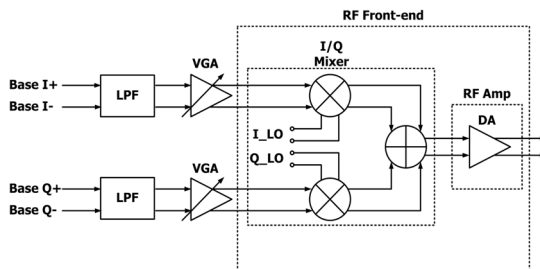 RF Front-end
I/Q
Mixer
VGA
Base I+
Base I-
LPF
RF Amp
DA
I_LO
Q_LO
VGA
Base Q+
Base Q-
LPF